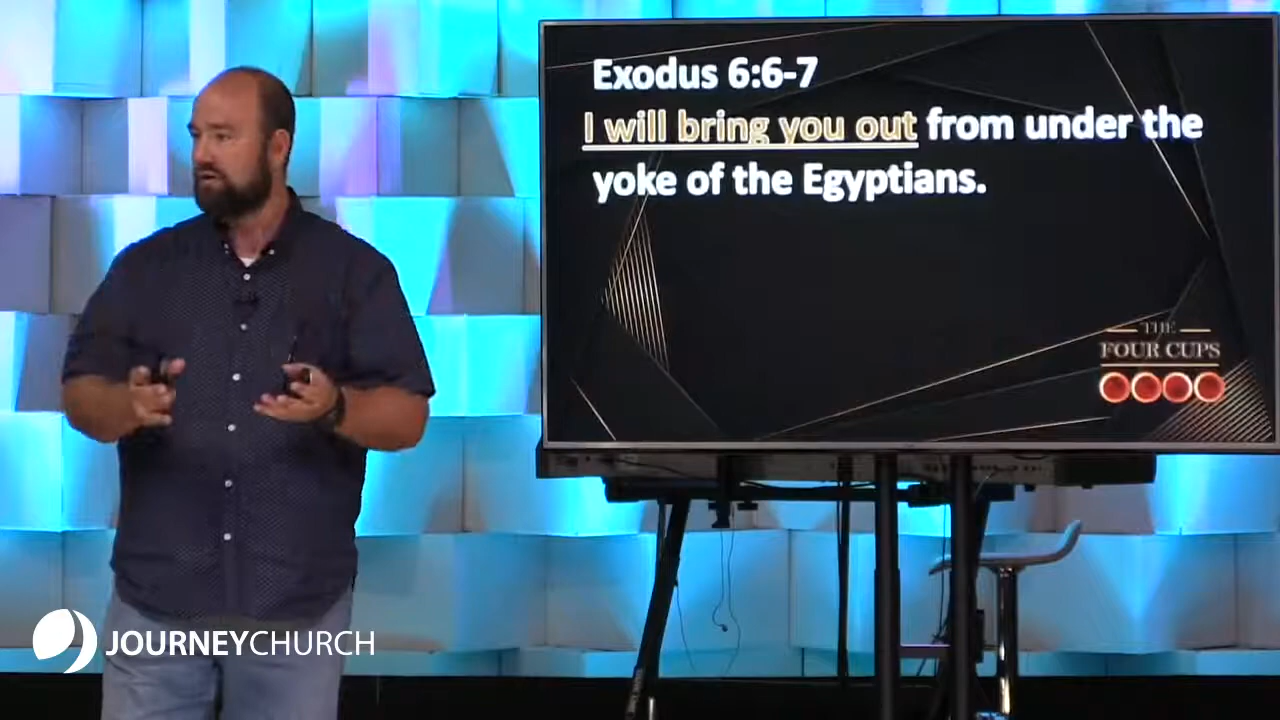 Exodus 6:6-7
I will bring you out from under the
yoke of the Egyptians.
THE
FOUR CUPS
JOURNEYCHURCH